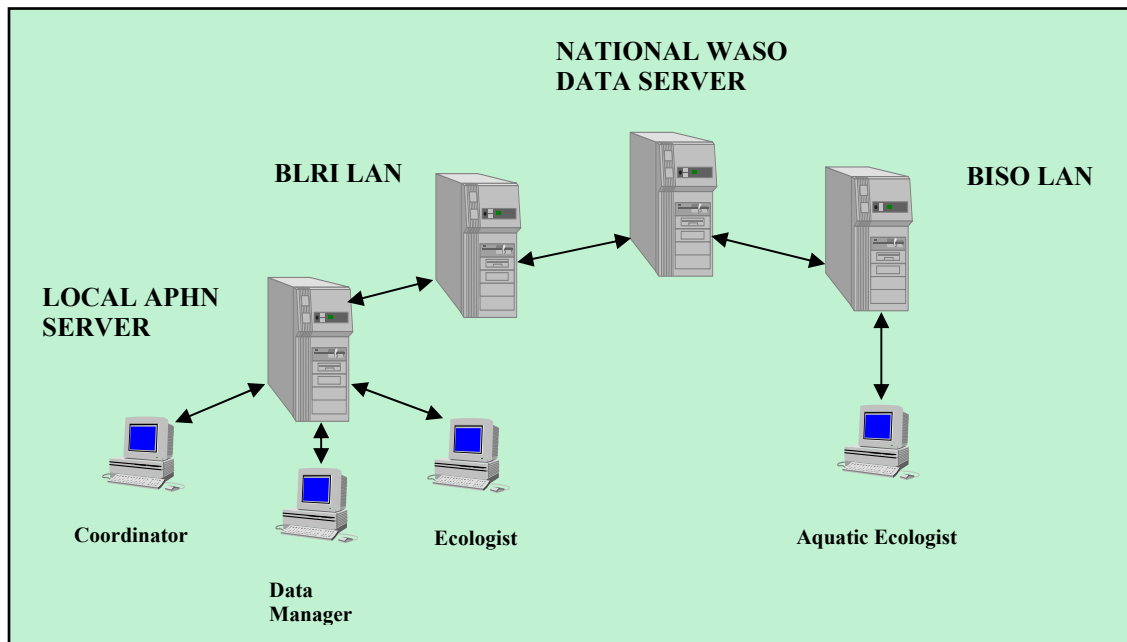 NATIONAL WASO
DATA SERVER
BLRI LAN
BISO LAN
LOCAL APHN
SERVER
Coordinator
Ecologist
Aquatic Ecologist
Data
Manager